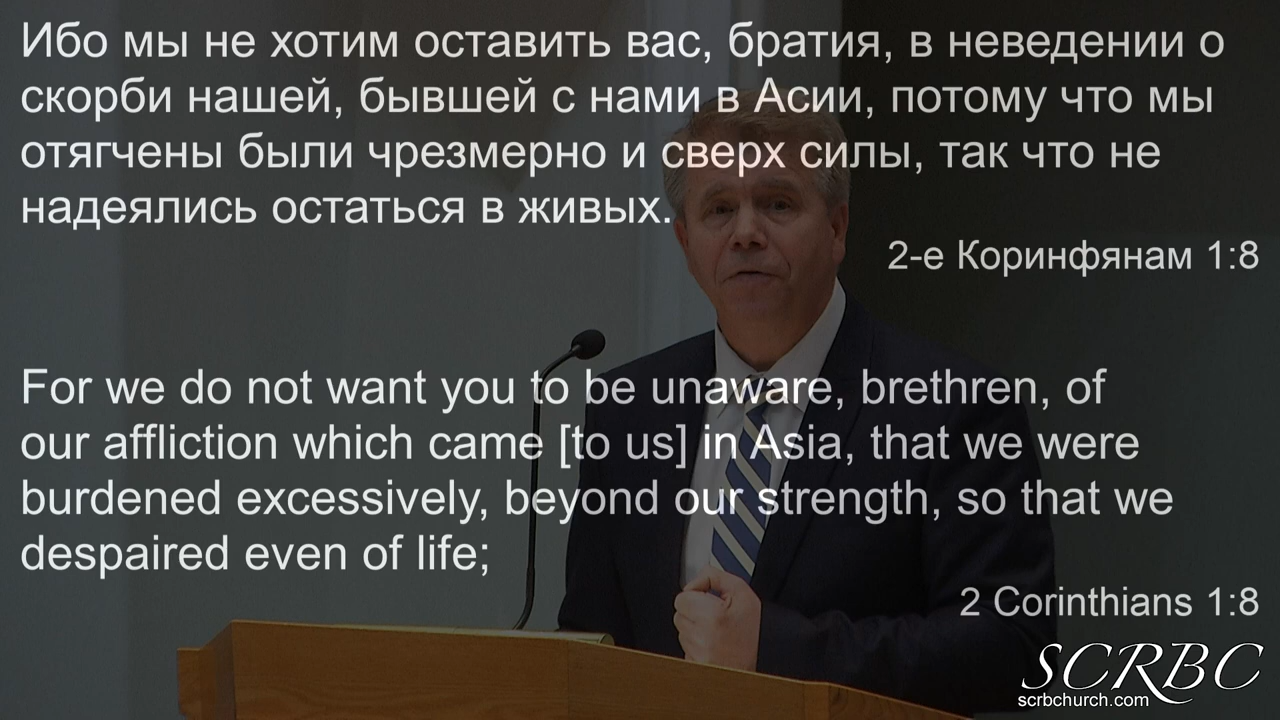 Ибо мы не хотим оставить вас, братия, в неведении о
скорби нашей, бывшей с нами в Асии, потому что мы
отягчены были чрезмерно и сверх силы, так что не
надеялись остаться в живых.
2-е Коринфянам 1:8
For we do not want you to be unaware, brethren, of
our affliction which came [to us] in Asia, that we were
burdened excessively, beyond our strength, so that we
despaired even of life;
2 Corinthians 1:8
SCRBC
scrbchurch.com